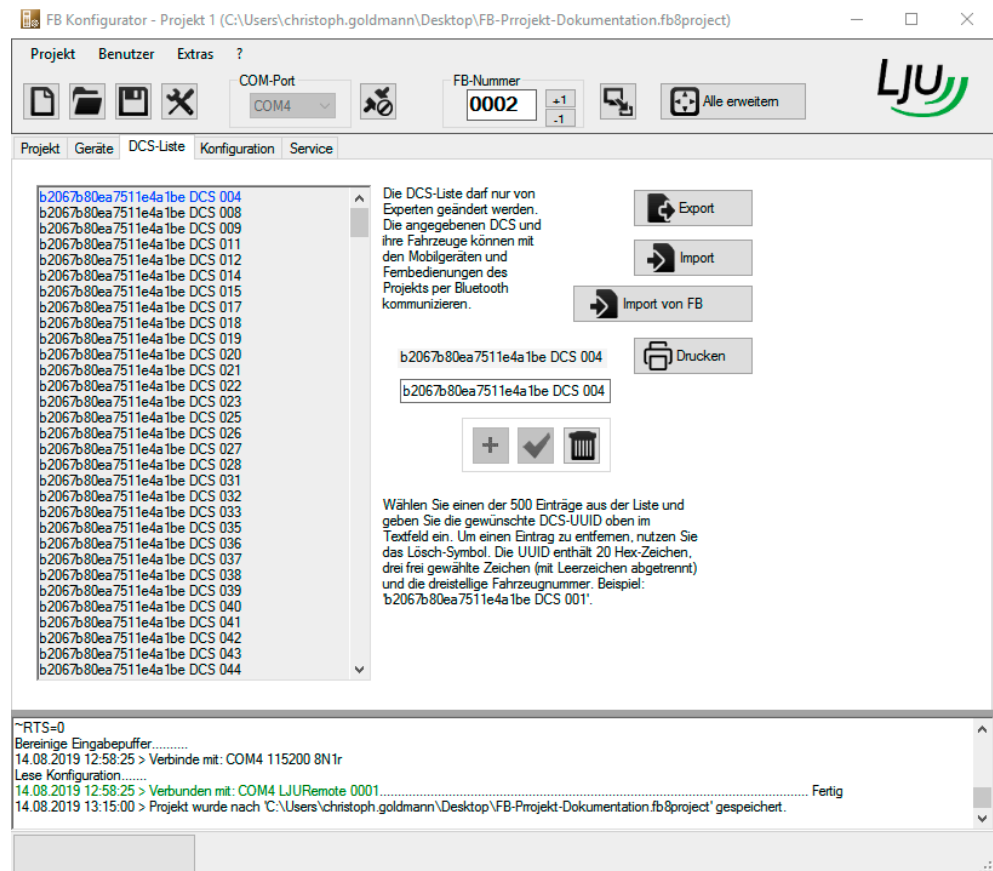 FB Konfigurator - Projekt 1 (C:\Users\christoph.goldmann\Desktop\FB-Prrojekt-Dokumentation.fb8project)
Projekt Benutzer Extras ?
COM-Port
COM4
FB-Nummer
0002
+1
-1
Alle erweitern
LJU
Projekt Geräte DCS-Liste Konfiguration Service
b2067b80ea7511e4a1be DCS 004
b2067b80ea7511e4a1be DCS 008
b2067b80ea7511e4a1be DCS 009
b2067b80ea7511e4a1be DCS 011
b2067b80ea7511e4a1be DCS 012
b2067b80ea7511e4a1be DCS 014
b2067b80ea7511e4a1be DCS 015
b2067b80ea7511e4a1be DCS 017
b2067b80ea7511e4a1be DCS 018
b2067b80ea7511e4a1be DCS 019
b2067b80ea7511e4a1be DCS 020
b2067b80ea7511e4a1be DCS 021
b2067b80ea7511e4a1be DCS 022
b2067b80ea7511e4a1be DCS 023
b2067b80ea7511e4a1be DCS 025
b2067b80ea7511e4a1be DCS 026
b2067b80ea7511e4a1be DCS 027
b2067b80ea7511e4a1be DCS 028
b2067b80ea7511e4a1be DCS 031
b2067b80ea7511e4a1be DCS 032
b2067b80ea7511e4a1be DCS 033
b2067b80ea7511e4a1be DCS 035
b2067b80ea7511e4a1be DCS 036
b2067b80ea7511e4a1be DCS 037
b2067b80ea7511e4a1be DCS 038
b2067b80ea7511e4a1be DCS 039
b2067b80ea7511e4a1be DCS 040
b2067b80ea7511e4a1be DCS 041
b2067b80ea7511e4a1be DCS 042
b2067b80ea7511e4a1be DCS 043
b2067b80ea7511e4a1be DCS 044
Die DCS-Liste darf nur von
Experten geändert werden.
Die angegebenen DCS und
ihre Fahrzeuge können mit
den Mobilgeräten und
Fernbedienungen des
Projekts per Bluetooth
kommunizieren.
Export
Import
Import von FB
Drucken
b2067b80ea7511e4a1be DCS 004
b2067b80ea7511e4a1be DCS 004
Wählen Sie einen der 500 Einträge aus der Liste und
geben Sie die gewünschte DCS-UUID oben im
Textfeld ein. Um einen Eintrag zu entfernen, nutzen Sie
das Lösch-Symbol. Die UUID enthält 20 Hex-Zeichen,
drei frei gewählte Zeichen (mit Leerzeichen abgetrennt)
und die dreistellige Fahrzeugnummer. Beispiel:
'b2067b80ea7511e4a1be DCS 001'.
~RTS=0
Bereinige Eingabepuffer..........
14.08.2019 12:58:25 > Verbinde mit: COM4 115200 8N1r
Lese Konfiguration.......
14.08.2019 12:58:25 > Verbunden mit: COM4 LJURemote 0001.......................................................................................................... Fertig
14.08.2019 13:15:00 > Projekt wurde nach 'C:\Users\christoph.goldmann\Desktop\FB-Prrojekt-Dokumentation.fb8project' gespeichert.